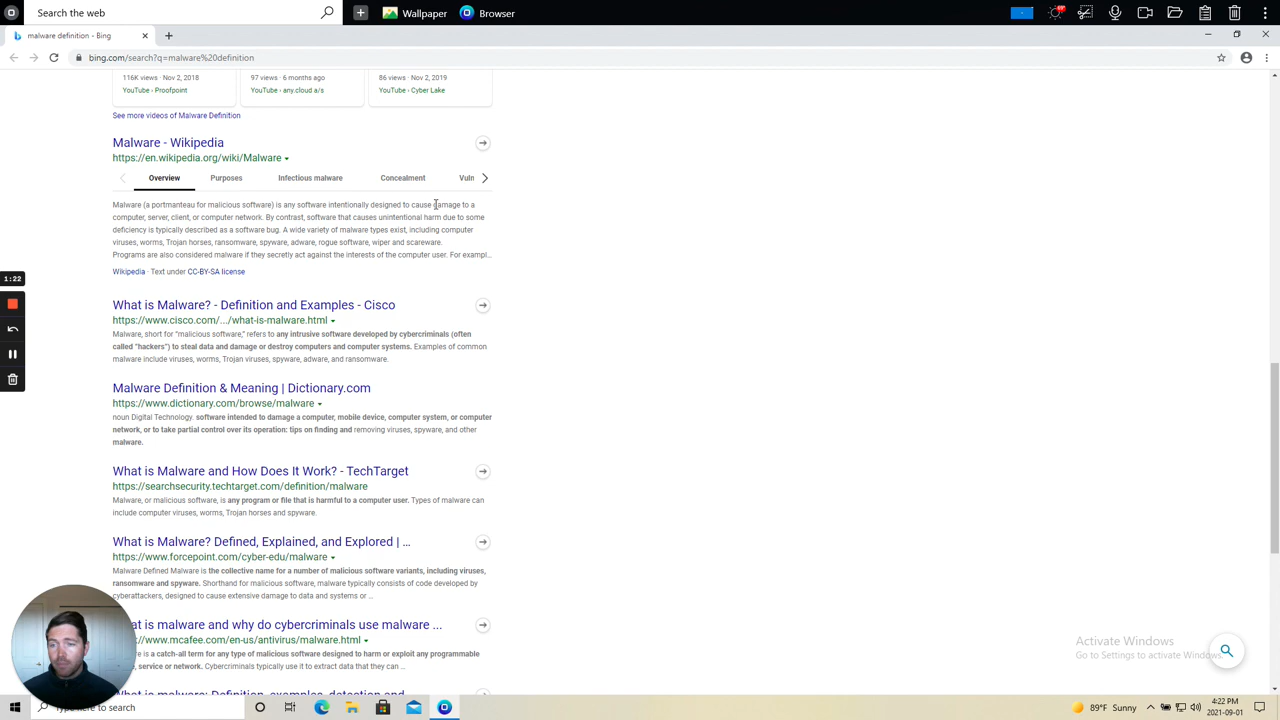 Search the web
Wallpaper
Browser
malware definition - Bing
bing.com/search?q=malware%20definition
116K views · Nov 2, 2018
97 views · 6 months ago
86 views · Nov 2, 2019
YouTube › Proofpoint
YouTube › any.cloud a/s
YouTube › Cyber Lake
See more videos of Malware Definition
Malware - Wikipedia
https://en.wikipedia.org/wiki/Malware
Overview
Purposes
Infectious malware
Concealment
Vuln
Malware (a portmanteau for malicious software) is any software intentionally designed to cause damage to a
computer, server, client, or computer network. By contrast, software that causes unintentional harm due to some
deficiency is typically described as a software bug. A wide variety of malware types exist, including computer
viruses, worms, Trojan horses, ransomware, spyware, adware, rogue software, wiper and scareware.
Programs are also considered malware if they secretly act against the interests of the computer user. For exampl...
Wikipedia · Text under CC-BY-SA license
1:22
What is Malware? - Definition and Examples - Cisco
https://www.cisco.com/.../what-is-malware.html
Malware, short for “malicious software,” refers to any intrusive software developed by cybercriminals (often
called “hackers”) to steal data and damage or destroy computers and computer systems. Examples of common
malware include viruses, worms, Trojan viruses, spyware, adware, and ransomware.
Malware Definition & Meaning | Dictionary.com
https://www.dictionary.com/browse/malware
noun Digital Technology. software intended to damage a computer, mobile device, computer system, or computer
network, or to take partial control over its operation: tips on finding and removing viruses, spyware, and other
malware.
What is Malware and How Does It Work? - TechTarget
https://searchsecurity.techtarget.com/definition/malware
Malware, or malicious software, is any program or file that is harmful to a computer user. Types of malware can
include computer viruses, worms, Trojan horses and spyware.
What is Malware? Defined, Explained, and Explored | ...
https://www.forcepoint.com/cyber-edu/malware
Malware Defined Malware is the collective name for a number of malicious software variants, including viruses,
ransomware and spyware. Shorthand for malicious software, malware typically consists of code developed by
cyberattackers, designed to cause extensive damage to data and systems or ...
at is malware and why do cybercriminals use malware ...
://www.mcafee.com/en-us/antivirus/malware.html
re is a catch-all term for any type of malicious software designed to harm or exploit any programmable
, service or network. Cybercriminals typically use it to extract data that they can ...
What is malware: Definition, examples, detection and
Activate Windows
Go to Settings to activate Windows.
Type here to search
89°F Sunny
4:22 PM
2021-09-01